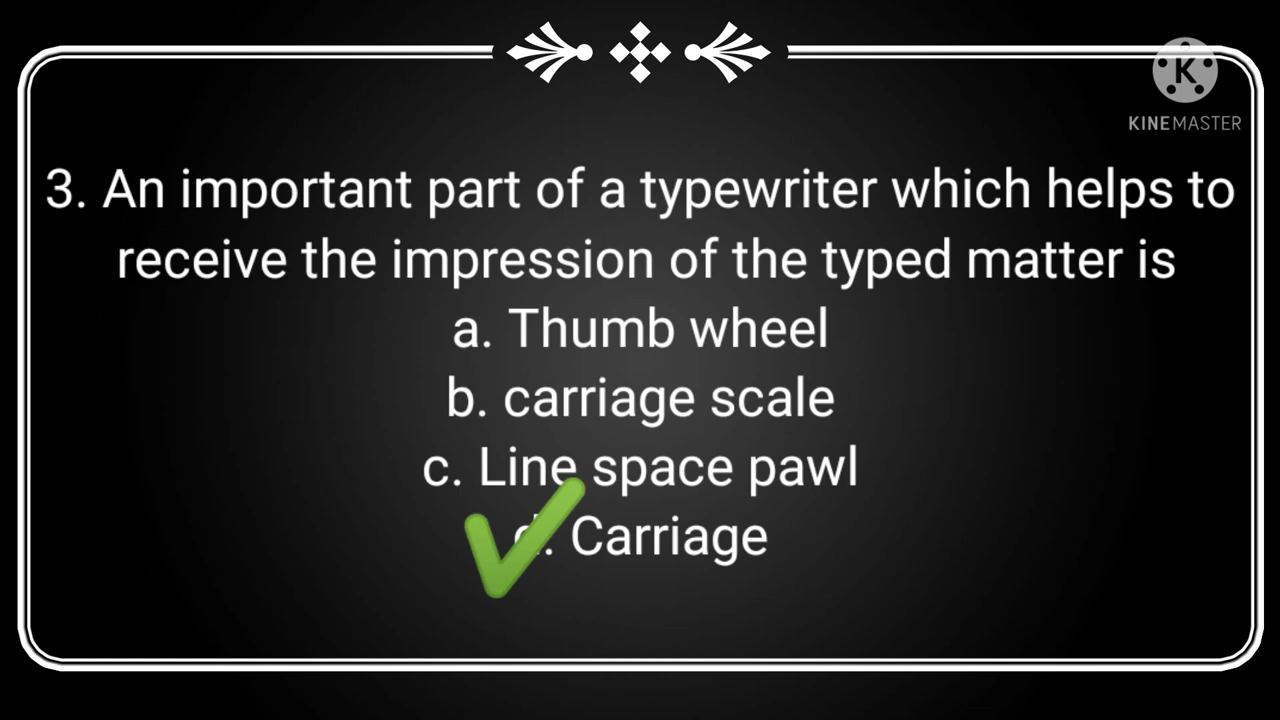 K
KINEMASTER
3. An important part of a typewriter which helps to
receive the impression of the typed matter is
a. Thumb wheel
b. carriage scale
c. Line space pawl
d. Carriage